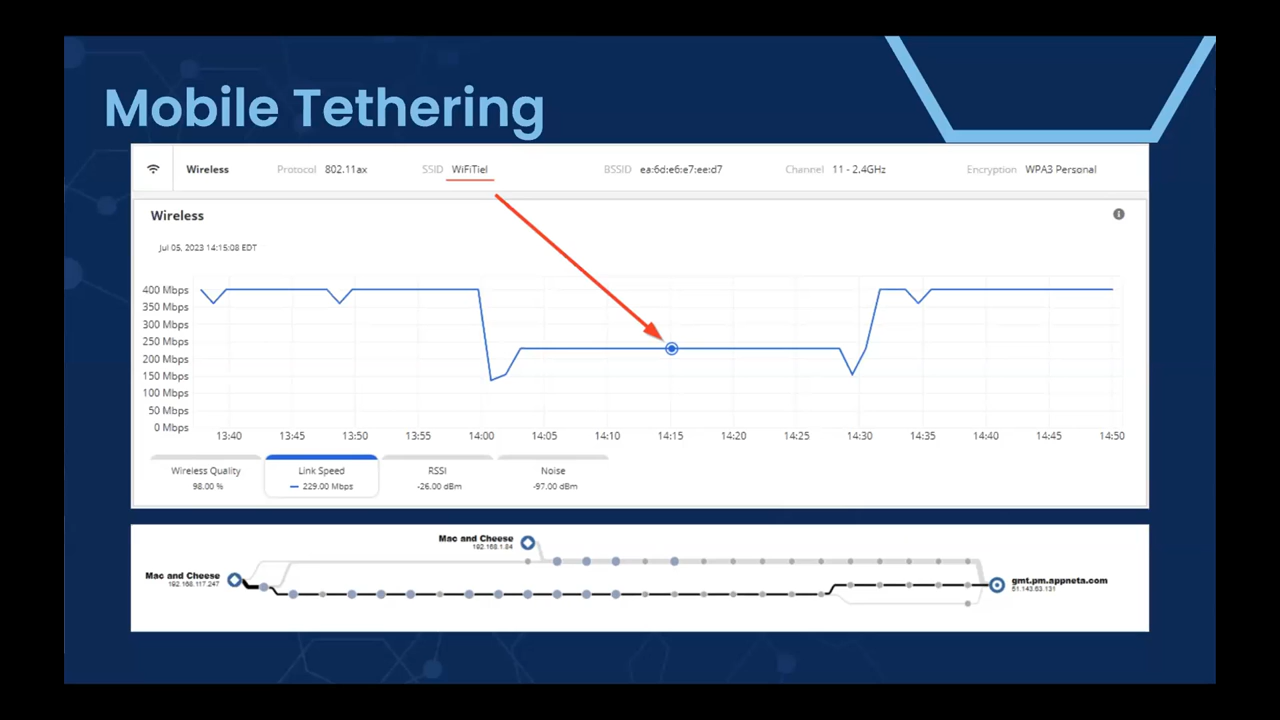 Mobile Tethering
Wireless Protocol 802.11ax SSID WiFiTiel BSSID ea:6d:e6:e7:ee:d7 Channel 11 - 2.4GHz Encryption WPA3 Personal
Wireless
Jul 05, 2023 14:15:08 EDT
400 Mbps
350 Mbps
300 Mbps
250 Mbps
200 Mbps
150 Mbps
100 Mbps
50 Mbps
0 Mbps
13:40 13:45 13:50 13:55 14:00 14:05 14:10 14:15 14:20 14:25 14:30 14:35 14:40 14:45 14:50
Wireless Quality Link Speed RSSI Noise
98.00 % 229.00 Mbps -26.00 dBm -97.00 dBm
Mac and Cheese
192.168.1.84
Mac and Cheese
192.168.117.247
gmt.pm.appneta.com
51.143.63.131